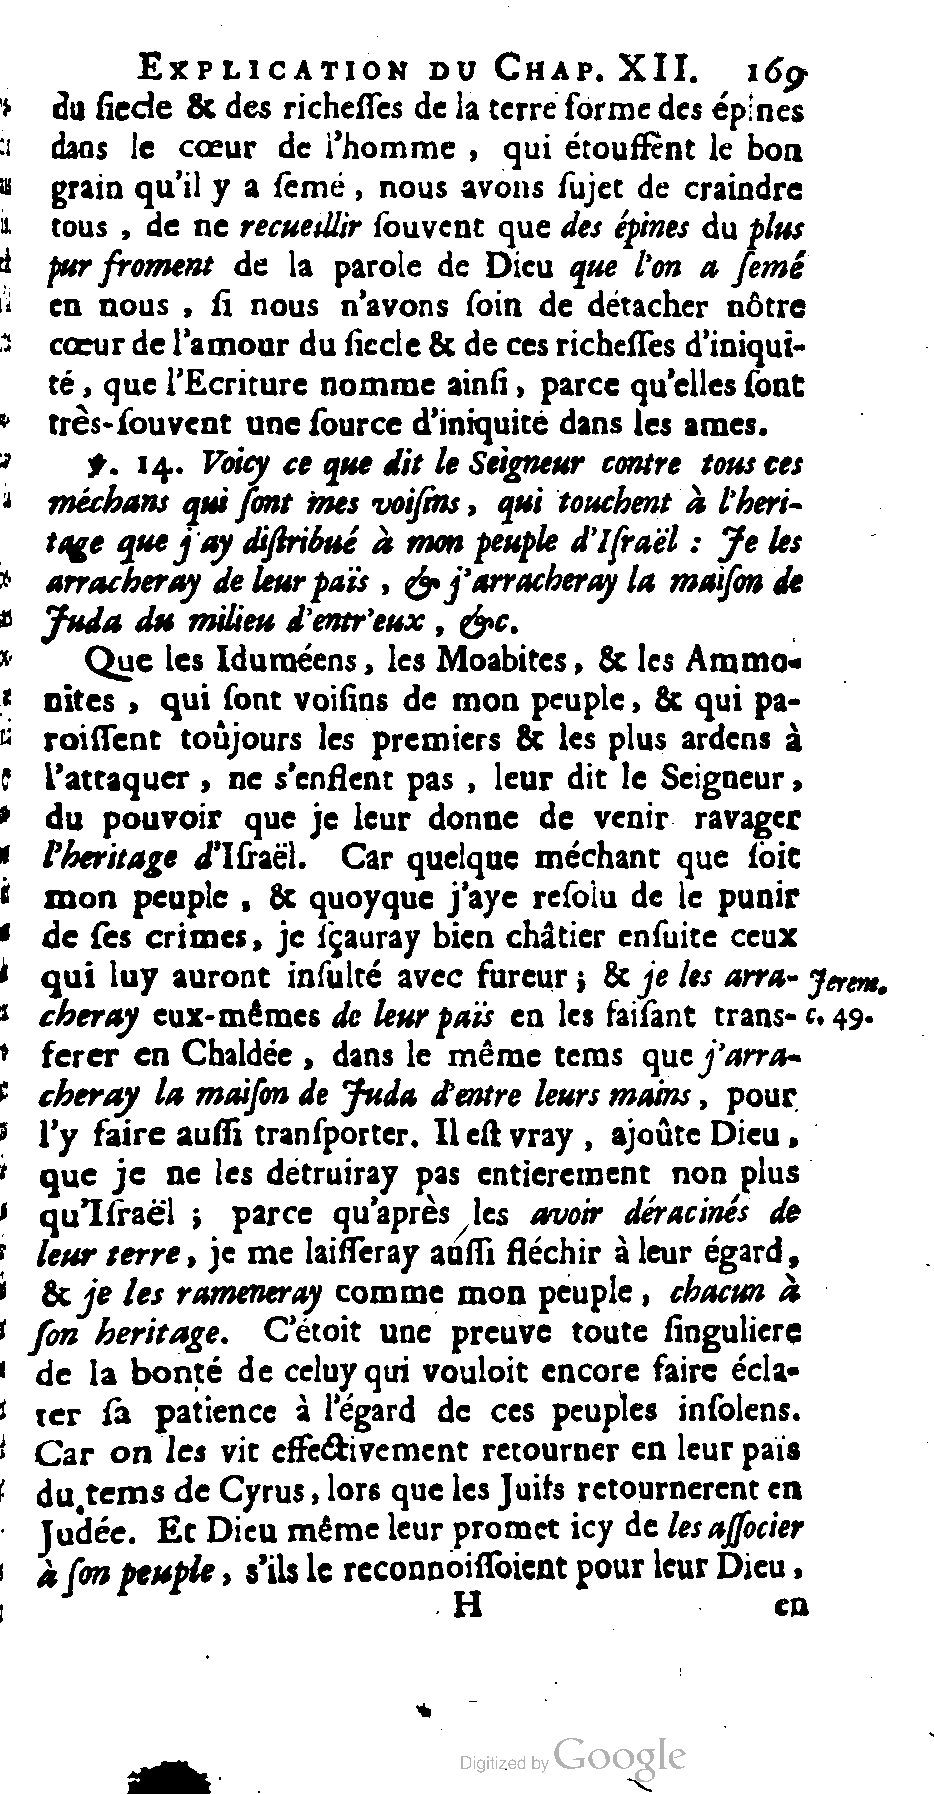 EXPLICATION DU CHAP. XII. 169
du ſiecle & des richeſſes de la terre forme des épines
dans le cœur de l'homme, qui étouffent le bon
grain qu'il y a ſemé, nous avons ſujet de craindre
tous, de ne recueillir ſouvent que des épines du plus
pur froment de la parole de Dieu que l'on a ſemé
en nous, ſi nous n'avons ſoin de détacher nôtre
cœur de l'amour du ſiecle & de ces richeſſes d'iniqui-
té, que l'Ecriture nomme ainſi, parce qu'elles ſont
très-ſouvent une ſource d'iniquité dans les ames.
℣. 14. Voicy ce que dit le Seigneur contre tous ces
méchans qui ſont mes voiſins, qui touchent à l'heri-
tage que j'ay diſtribué à mon peuple d'Iſraël : Je les
arracheray de leur païs, & j'arracheray la maiſon de
Juda du milieu d'entr'eux, &c.
Que les Iduméens, les Moabites, & les Ammo-
nites, qui ſont voiſins de mon peuple, & qui pa-
roiſſent toûjours les premiers & les plus ardens à
l'attaquer, ne s'enflent pas, leur dit le Seigneur,
du pouvoir que je leur donne de venir ravager
l'heritage d'Iſraël. Car quelque méchant que ſoit
mon peuple, & quoyque j'aye reſolu de le punir
de ſes crimes, je ſçauray bien châtier enſuite ceux
qui luy auront inſulté avec fureur ; & je les arra- Jerem.
cheray eux-mêmes de leur païs en les faiſant trans- c. 49.
ferer en Chaldée, dans le même tems que j'arra-
cheray la maiſon de Juda d'entre leurs mains, pour
l'y faire auſſi tranſporter. Il eſt vray, ajoûte Dieu,
que je ne les détruiray pas entierement non plus
qu'Iſraël ; parce qu'après les avoir déracinés de
leur terre, je me laiſſeray auſſi fléchir à leur égard,
& je les rameneray comme mon peuple, chacun à
ſon heritage. C'étoit une preuve toute ſinguliere
de la bonté de celuy qui vouloit encore faire écla-
ter ſa patience à l'égard de ces peuples inſolens.
Car on les vit effectivement retourner en leur païs
du tems de Cyrus, lors que les Juifs retournerent en
Judée. Et Dieu même leur promet icy de les aſſocier
à ſon peuple, s'ils le reconnoiſſoient pour leur Dieu,
H en
Digitized by Google